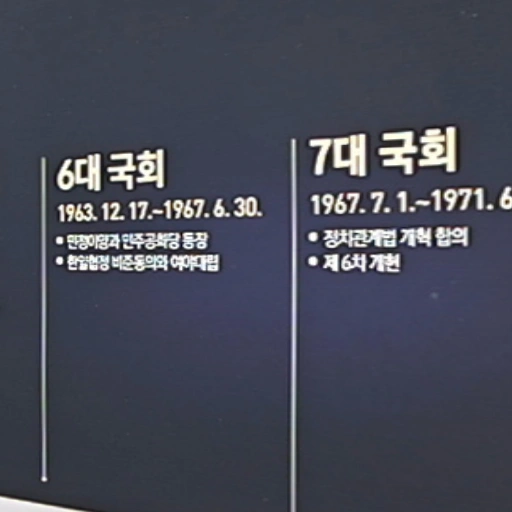 6대 국회
1963. 12. 17.~1967. 6. 30.
• 민정이양과 민주공화당 등장
• 한일협정 비준동의와 여야대립
7대 국회
1967. 7. 1.~1971. 6
• 정치관계법 개혁 합의
• 제 6차 개헌